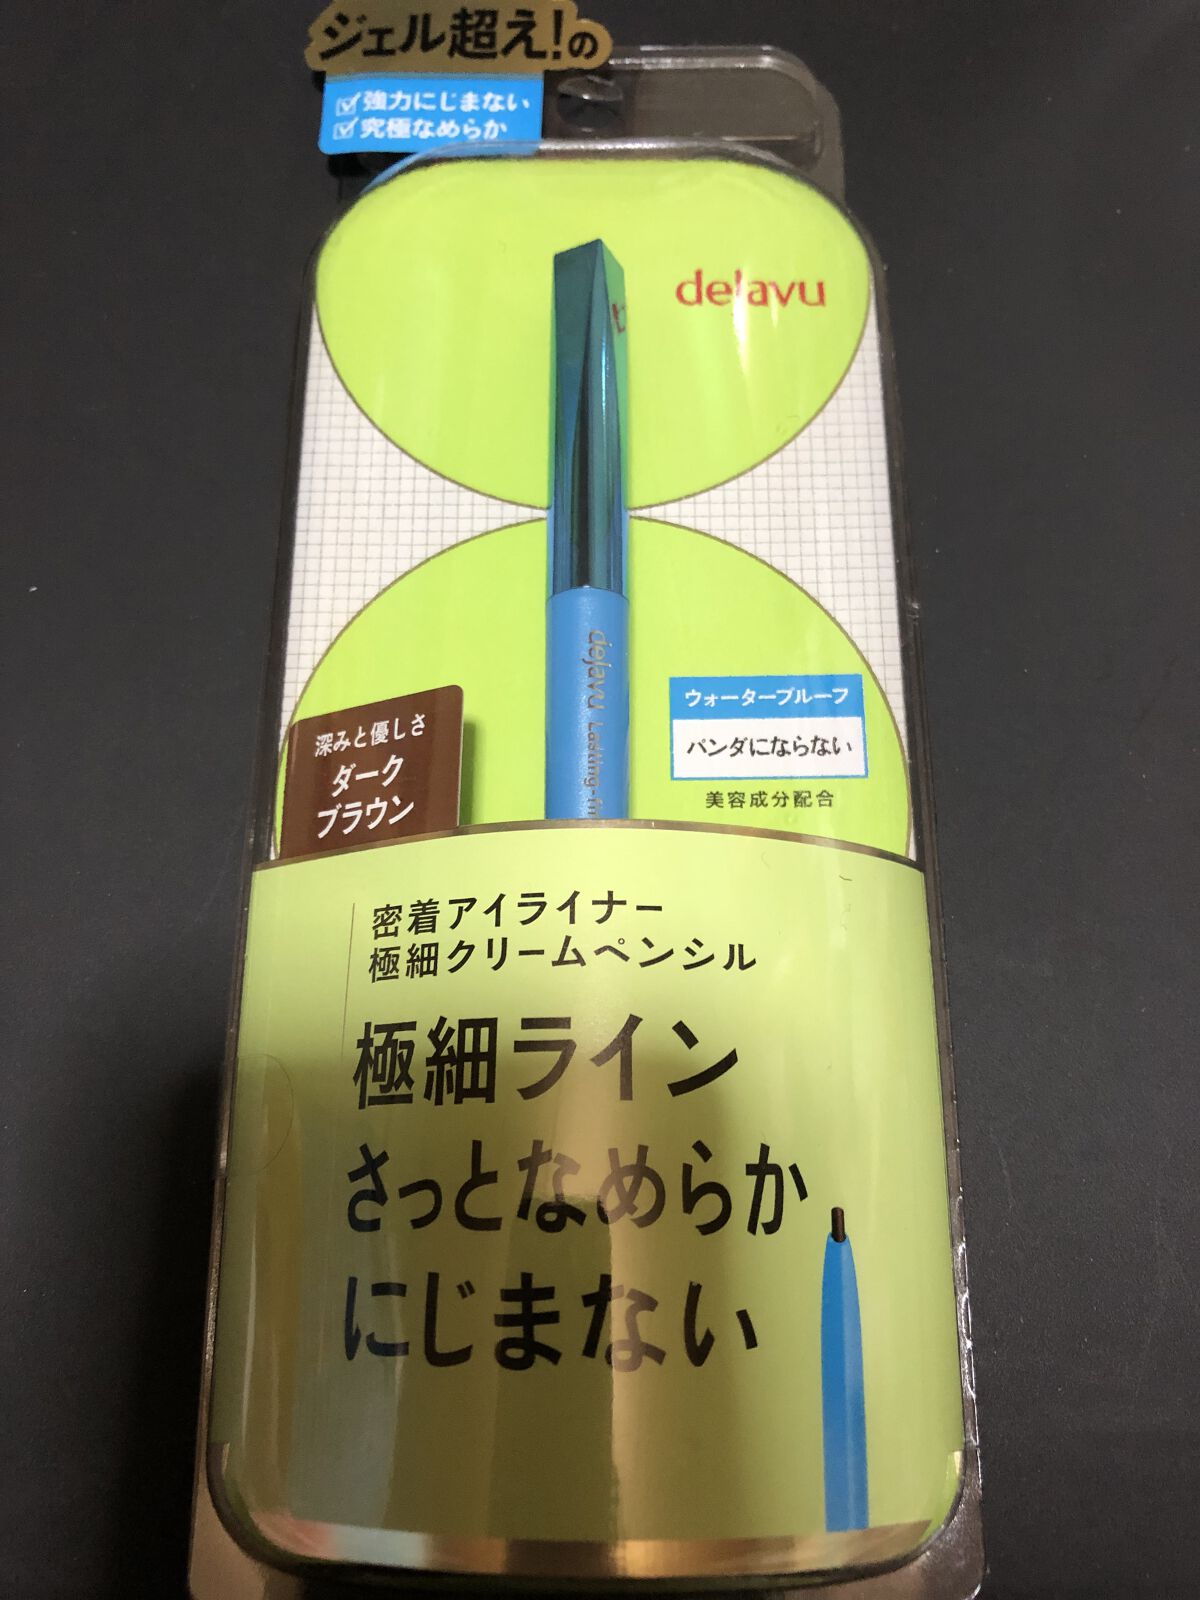 ジェル超え!の
強力にじまない
究極なめらか
dejavu
dejavu Lasting-fi
ウォータープルーフ
パンダにならない
美容成分配合
深みと優しさ
ダーク
ブラウン
密着アイライナー
極細クリームペンシル
極細ライン
さっとなめらか
にじまない